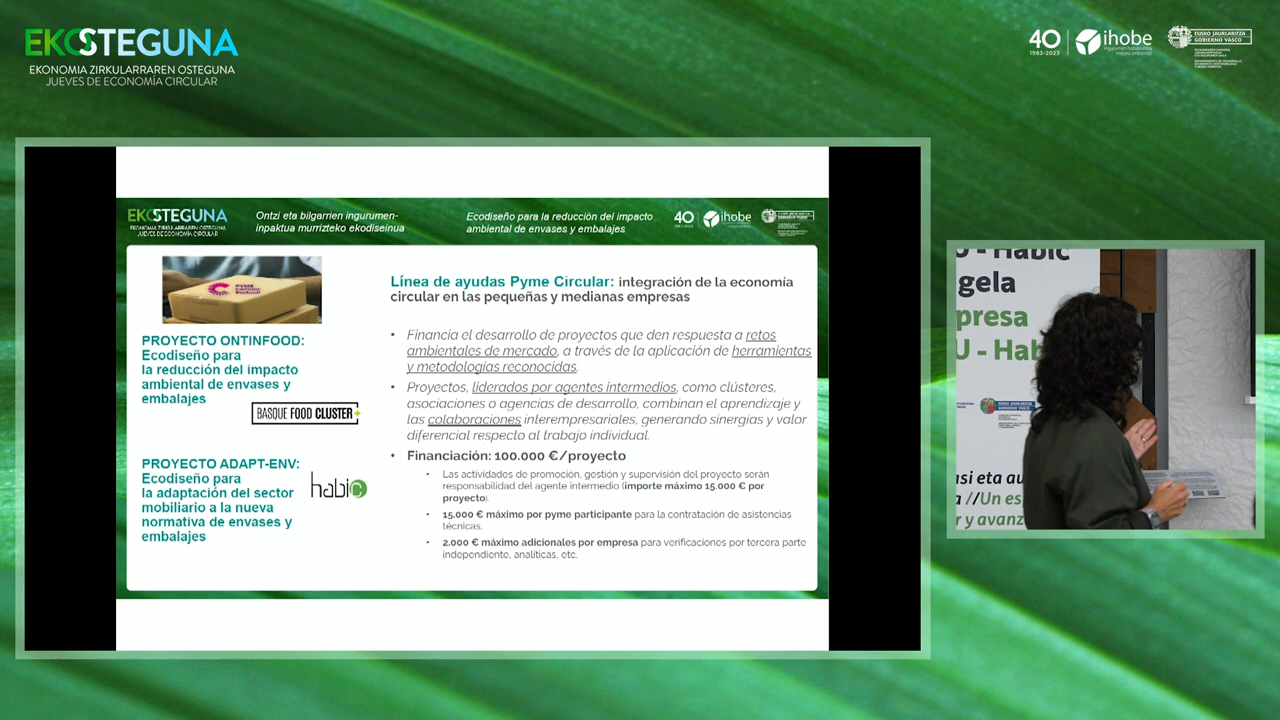 EKOSTEGUNA
EKONOMIA ZIRKULARRAREN OSTEGUNA
JUEVES DE ECONOMÍA CIRCULAR
40
1983-2023
ihobe
EUSKO JAURLARITZA
GOBIERNO VASCO
EKOSTEGUNA
EKONOMIA ZIRKULARRAREN OSTEGUNA
JUEVES DE ECONOMÍA CIRCULAR
Ontzi eta bilgarrien ingurumen-
inpaktua murrizteko ekodiseinua
Ecodiseño para la reducción del impacto
ambiental de envases y embalajes
40
ihobe
PYME
PROYECTO ONTINFOOD:
Ecodiseño para
la reducción del impacto
ambiental de envases y
embalajes
BASQUE FOOD CLUSTER+
PROYECTO ADAPT-ENV:
Ecodiseño para
la adaptación del sector
mobiliario a la nueva
normativa de envases y
embalajes
habic
Línea de ayudas Pyme Circular: integración de la economía
circular en las pequeñas y medianas empresas
• Financia el desarrollo de proyectos que den respuesta a retos
ambientales de mercado, a través de la aplicación de herramientas
y metodologías reconocidas.
• Proyectos, liderados por agentes intermedios, como clústeres,
asociaciones o agencias de desarrollo, combinan el aprendizaje y
las colaboraciones interempresariales, generando sinergias y valor
diferencial respecto al trabajo individual.
• Financiación: 100.000 €/proyecto
• Las actividades de promoción, gestión y supervisión del proyecto serán
responsabilidad del agente intermedio (importe máximo 15.000 € por
proyecto).
• 15.000 € máximo por pyme participante para la contratación de asistencias
técnicas.
• 2.000 € máximo adicionales por empresa para verificaciones por tercera parte
independiente, analíticas, etc.
- Habic
gela
presa
U - Hab
EUSKO JAURLARITZA
GOBIERNO VASCO
asi eta au
//Un es
r y avanz